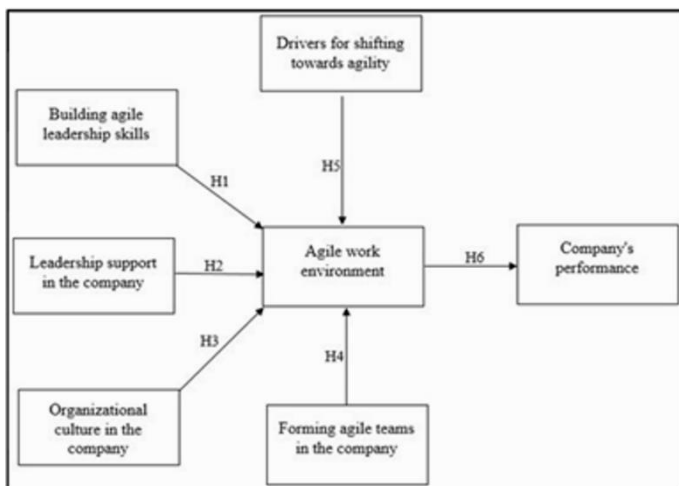 Drivers for shifting
towards agility
Building agile
leadership skills
H5
H1
Leadership support
in the company
H2
Agile work
environment
H6
Company's
performance
H3
H4
Organizational
culture in the
company
Forming agile teams
in the company